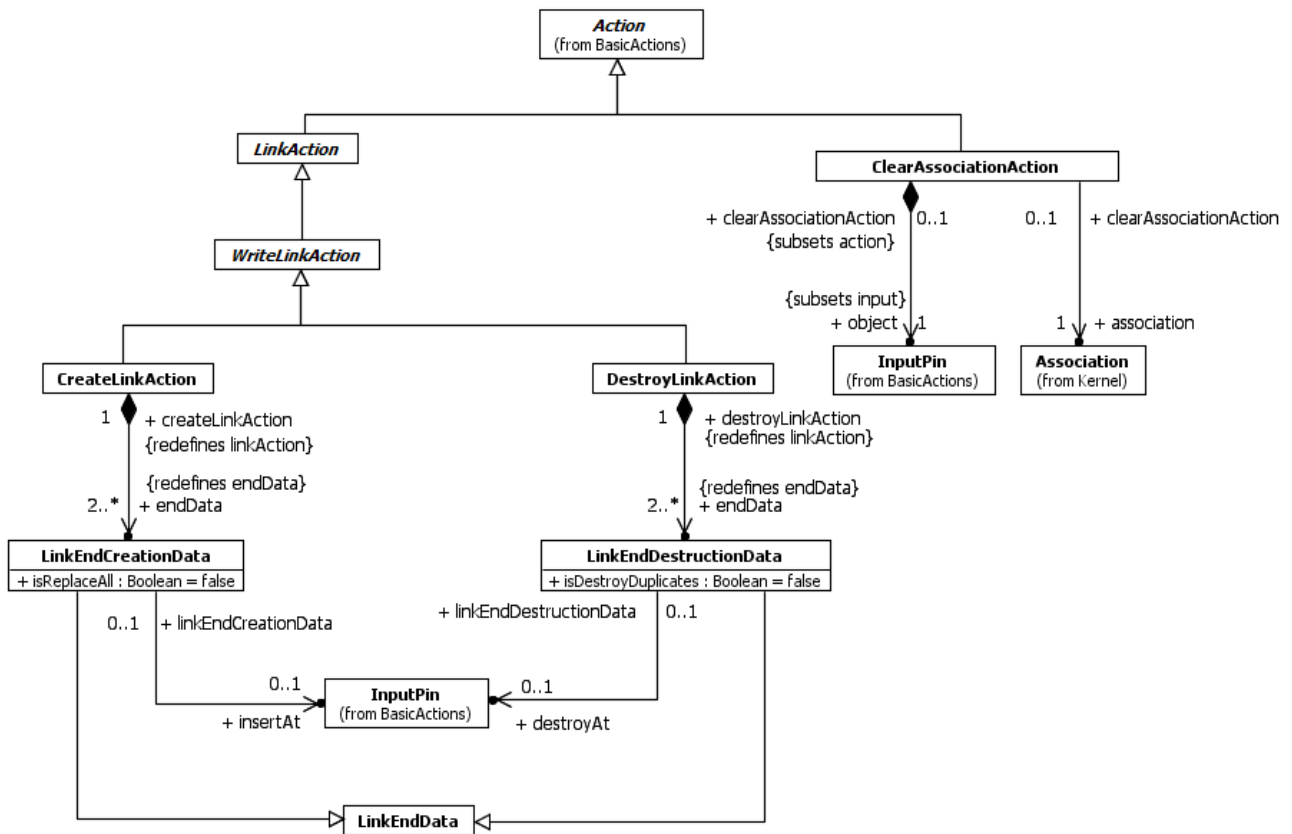 Action
(from BasicActions)
LinkAction
ClearAssociationAction
+ clearAssociationAction 0..1 0..1 + clearAssociationAction
{subsets action}
WriteLinkAction
{subsets input}
+ object 1 1 + association
InputPin
(from BasicActions)
Association
(from Kernel)
CreateLinkAction
DestroyLinkAction
1 + createLinkAction
{redefines linkAction}
1 + destroyLinkAction
{redefines linkAction}
{redefines endData}
2..* + endData
{redefines endData}
2..* + endData
LinkEndCreationData
+ isReplaceAll : Boolean = false
LinkEndDestructionData
+ isDestroyDuplicates : Boolean = false
0..1 + linkEndCreationData
+ linkEndDestructionData 0..1
0..1
+ insertAt
InputPin
(from BasicActions)
0..1
+ destroyAt
LinkEndData